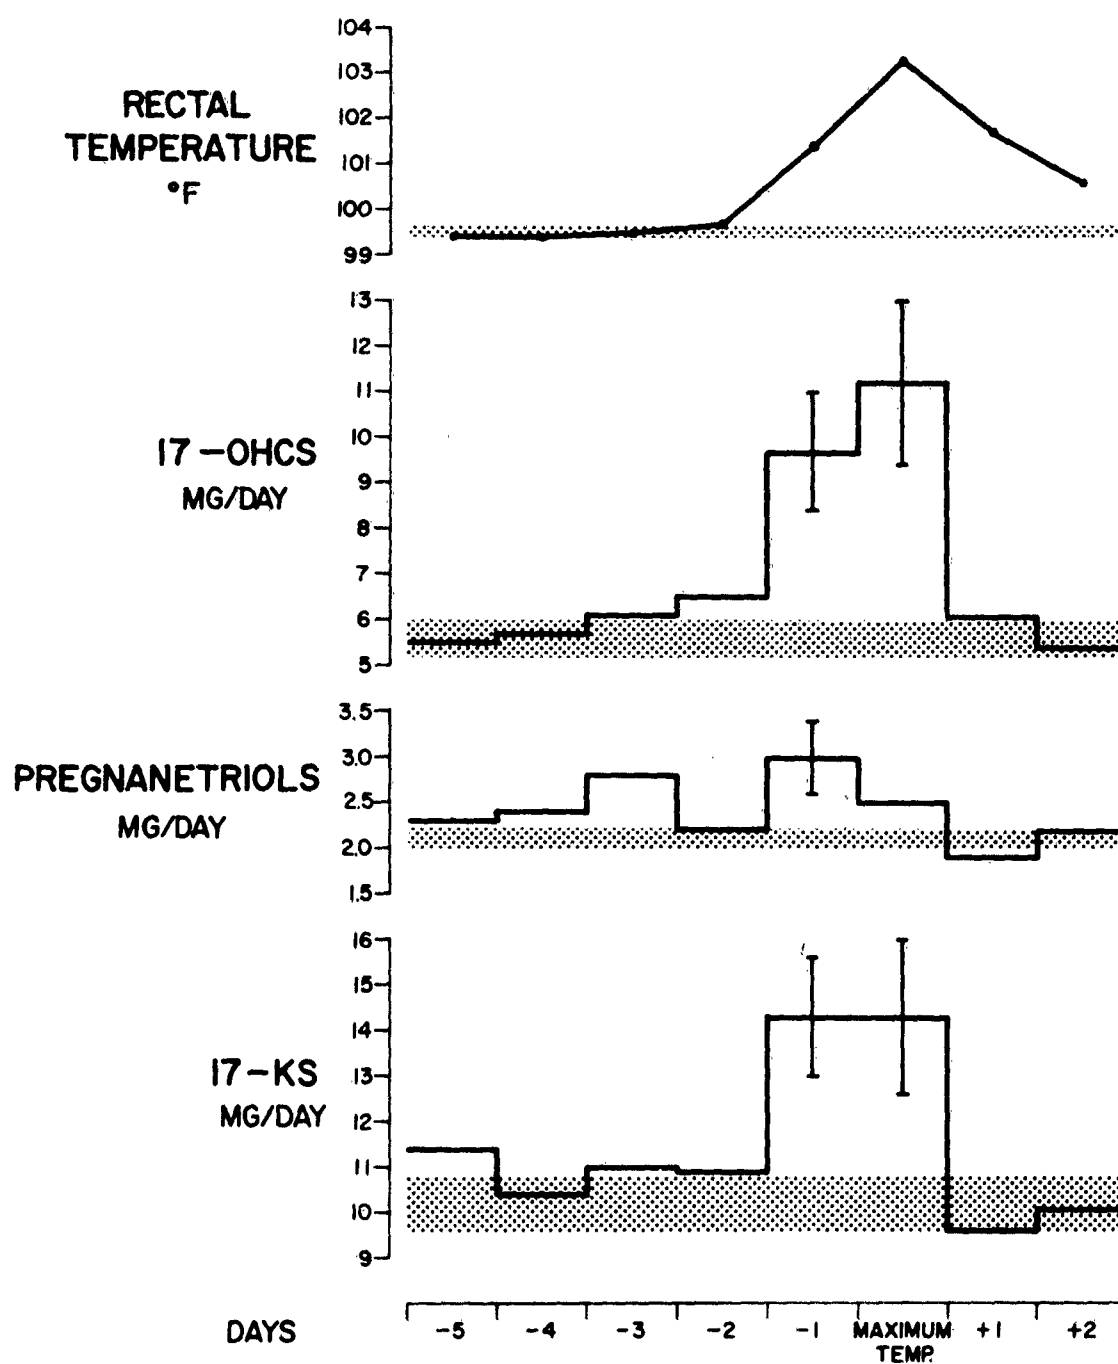 RECTAL
TEMPERATURE
°F
104
103
102
101
100
99
17-OHCS
MG/DAY
13
12
11
10
9
8
7
6
5
PREGNANETRIOLS
MG/DAY
3.5
3.0
2.5
2.0
1.5
17-KS
MG/DAY
16
15
14
13
12
11
10
9
DAYS -5 -4 -3 -2 -1 MAXIMUM TEMP. +1 +2